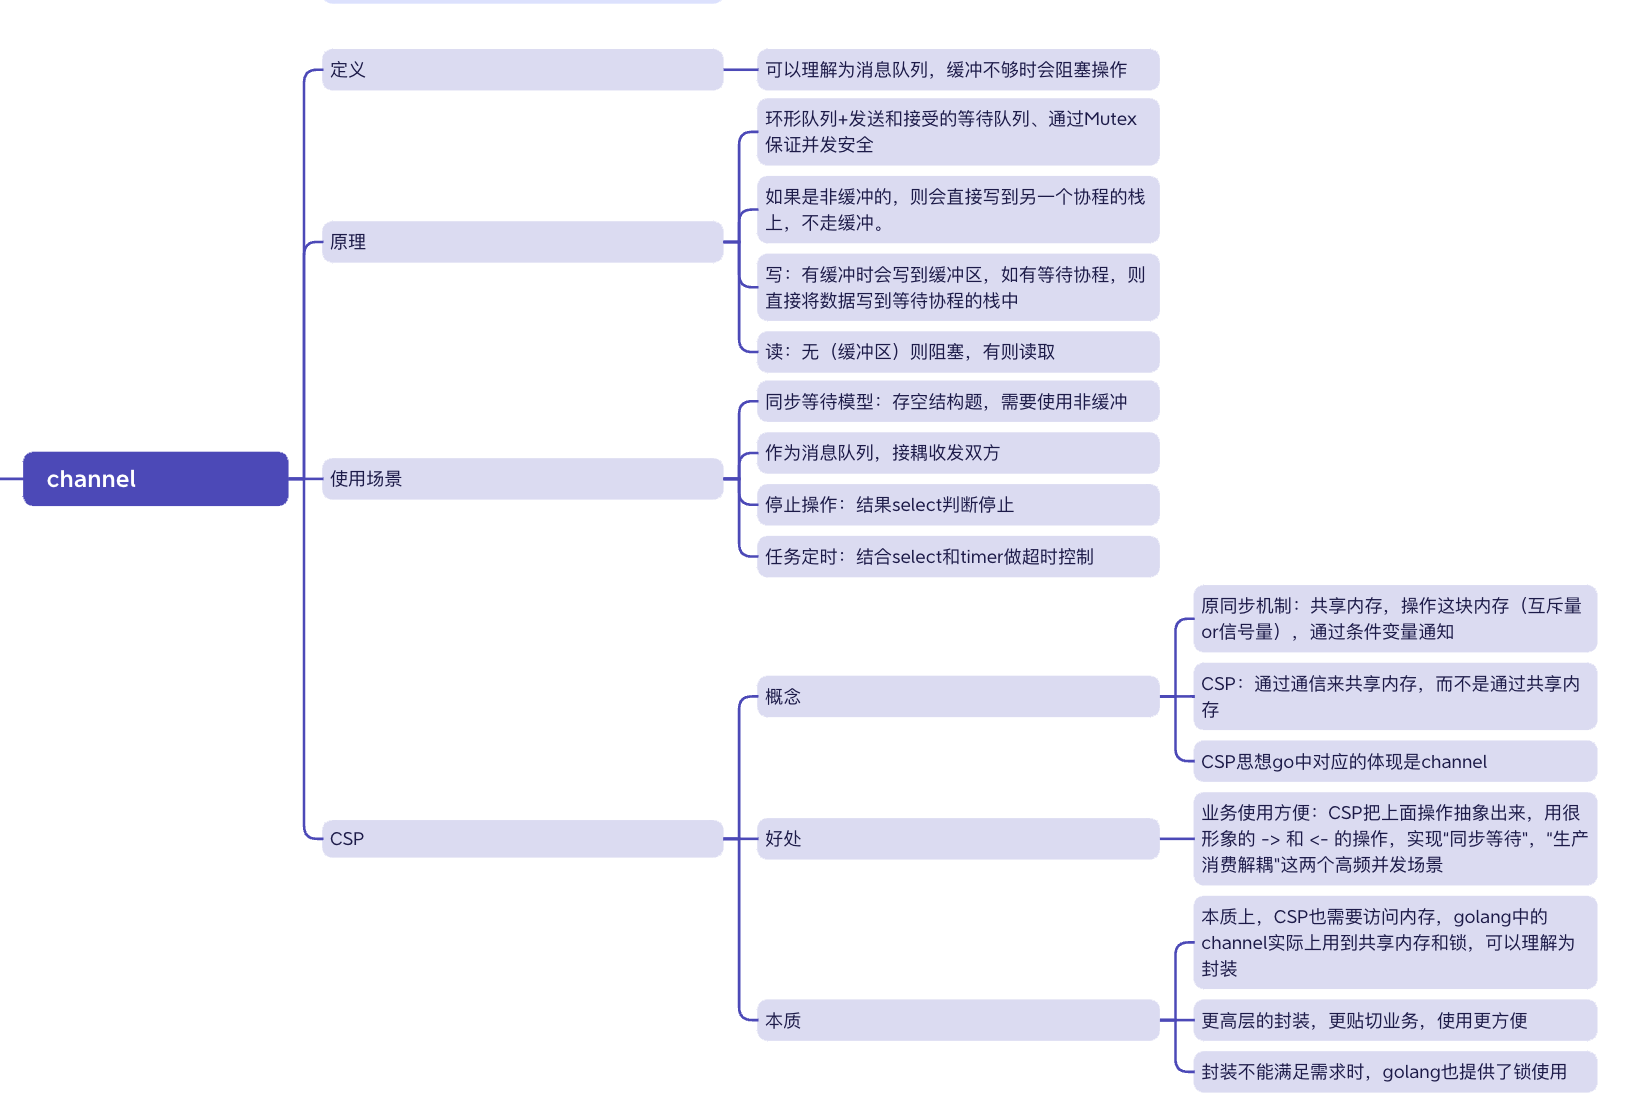 channel
定义
可以理解为消息队列，缓冲不够时会阻塞操作
原理
环形队列+发送和接受的等待队列、通过Mutex
保证并发安全
如果是非缓冲的，则会直接写到另一个协程的栈
上，不走缓冲。
写：有缓冲时会写到缓冲区，如有等待协程，则
直接将数据写到等待协程的栈中
读：无（缓冲区）则阻塞，有则读取
使用场景
同步等待模型：存空结构题，需要使用非缓冲
作为消息队列，接耦收发双方
停止操作：结果select判断停止
任务定时：结合select和timer做超时控制
CSP
概念
原同步机制：共享内存，操作这块内存（互斥量
or信号量），通过条件变量通知
CSP：通过通信来共享内存，而不是通过共享内
存
CSP思想go中对应的体现是channel
好处
业务使用方便：CSP把上面操作抽象出来，用很
形象的 -> 和 <- 的操作，实现"同步等待"，"生产
消费解耦"这两个高频并发场景
本质
本质上，CSP也需要访问内存，golang中的
channel实际上用到共享内存和锁，可以理解为
封装
更高层的封装，更贴切业务，使用更方便
封装不能满足需求时，golang也提供了锁使用